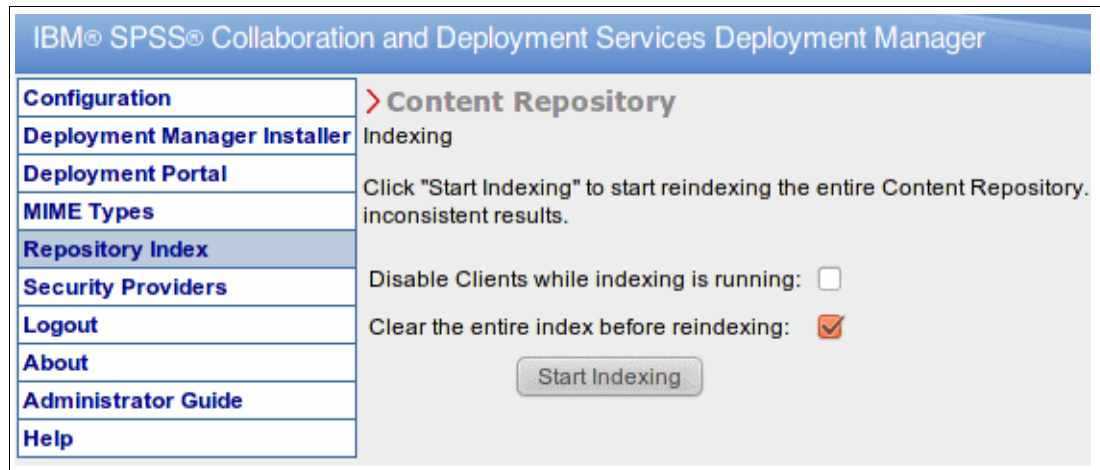 IBM® SPSS® Collaboration and Deployment Services Deployment Manager
Configuration
Deployment Manager Installer
Deployment Portal
MIME Types
Repository Index
Security Providers
Logout
About
Administrator Guide
Help
Content Repository
Indexing
Click "Start Indexing" to start reindexing the entire Content Repository.
inconsistent results.
Disable Clients while indexing is running:
Clear the entire index before reindexing:
Start Indexing